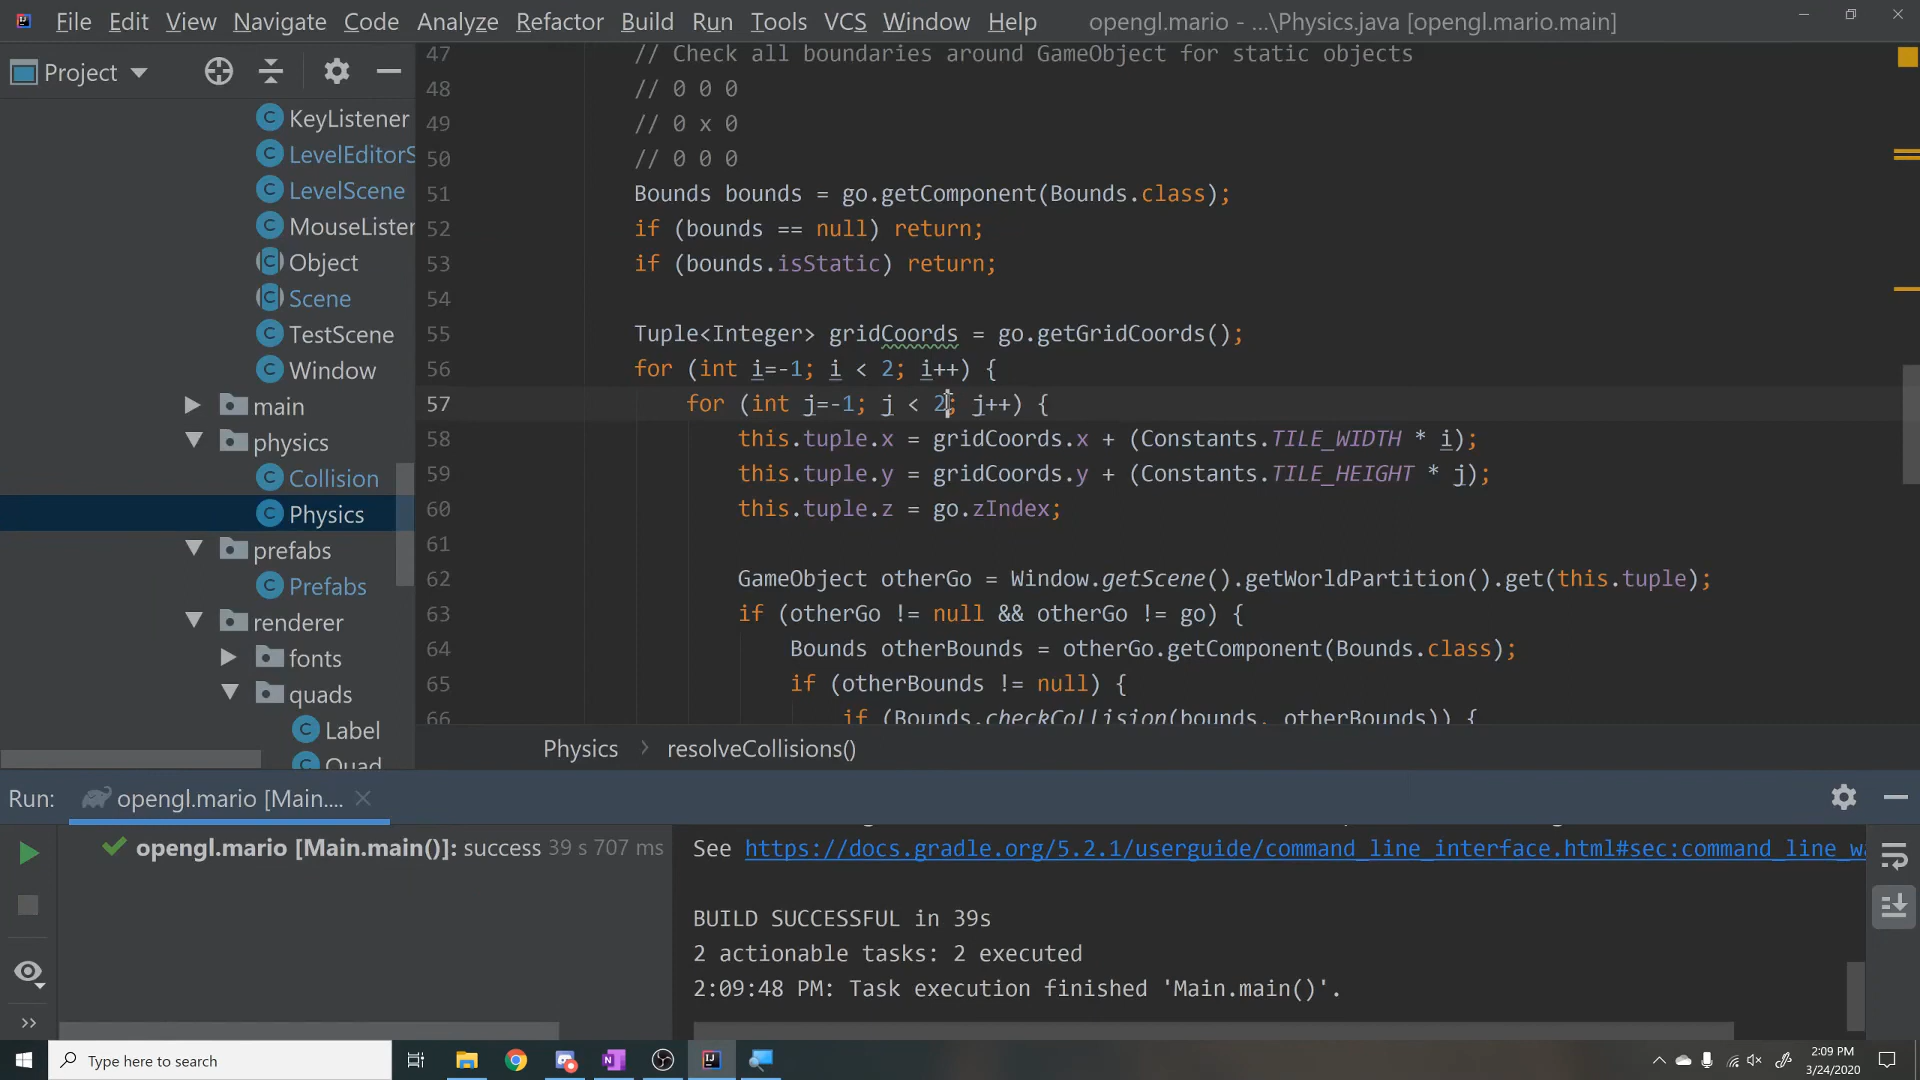 File Edit View Navigate Code Analyze Refactor Build Run Tools VCS Window Help opengl.mario - ...\Physics.java [opengl.mario.main]
Project
KeyListener
LevelEditorS
LevelScene
MouseListener
Object
Scene
TestScene
Window
main
physics
Collision
Physics
prefabs
Prefabs
renderer
fonts
quads
Label
Quad
47 // Check all boundaries around GameObject for static objects
48 // 0 0 0
49 // 0 x 0
50 // 0 0 0
51 Bounds bounds = go.getComponent(Bounds.class);
52 if (bounds == null) return;
53 if (bounds.isStatic) return;
54
55 Tuple<Integer> gridCoords = go.getGridCoords();
56 for (int i=-1; i < 2; i++) {
57 for (int j=-1; j < 2; j++) {
58 this.tuple.x = gridCoords.x + (Constants.TILE_WIDTH * i);
59 this.tuple.y = gridCoords.y + (Constants.TILE_HEIGHT * j);
60 this.tuple.z = go.zIndex;
61
62 GameObject otherGo = Window.getScene().getWorldPartition().get(this.tuple);
63 if (otherGo != null && otherGo != go) {
64 Bounds otherBounds = otherGo.getComponent(Bounds.class);
65 if (otherBounds != null) {
66 if (Bounds.checkCollision(bounds, otherBounds)) {
Physics › resolveCollisions()
Run: opengl.mario [Main....
opengl.mario [Main.main()]: success 39 s 707 ms
See https://docs.gradle.org/5.2.1/userguide/command_line_interface.html#sec:command_line_wa
BUILD SUCCESSFUL in 39s
2 actionable tasks: 2 executed
2:09:48 PM: Task execution finished 'Main.main()'.
Type here to search
2:09 PM
3/24/2020